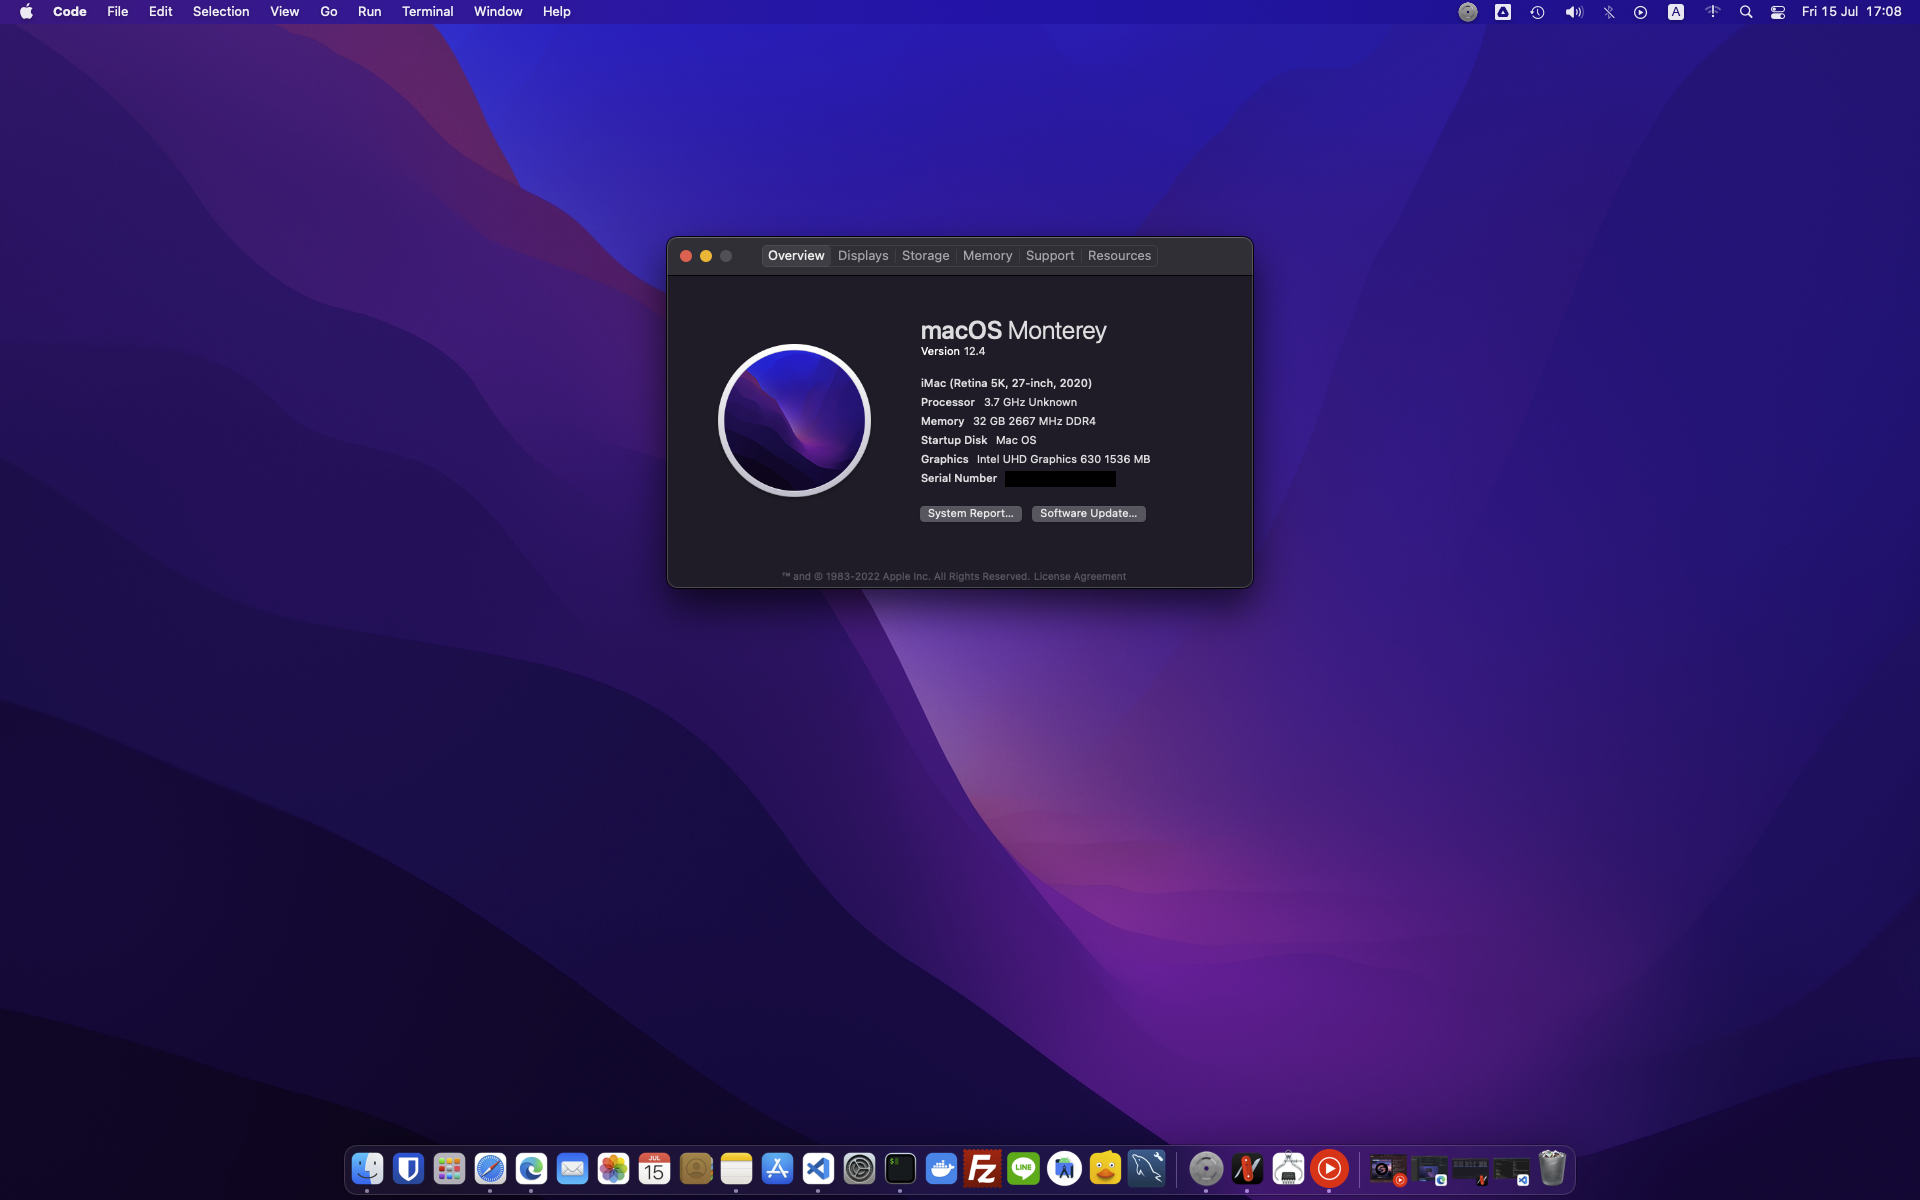 Code File Edit Selection View Go Run Terminal Window Help A Fri 15 Jul 17:08
Overview Displays Storage Memory Support Resources
macOS Monterey
Version 12.4
iMac (Retina 5K, 27-inch, 2020)
Processor 3.7 GHz Unknown
Memory 32 GB 2667 MHz DDR4
Startup Disk Mac OS
Graphics Intel UHD Graphics 630 1536 MB
Serial Number
System Report... Software Update...
™ and © 1983-2022 Apple Inc. All Rights Reserved. License Agreement
JUL
15
$
FZ
LINE